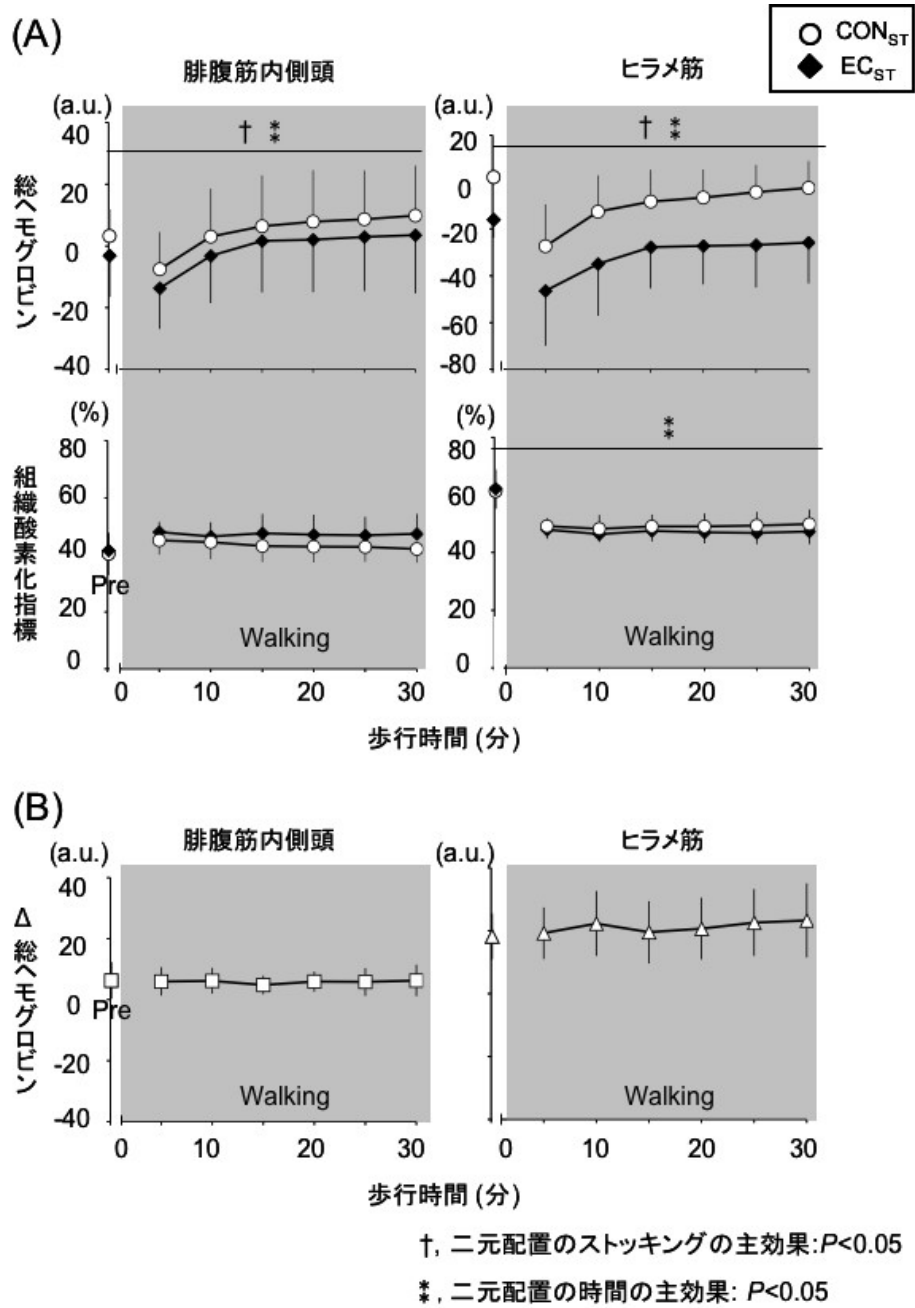 (A)
○ CON_ST
◆ EC_ST
腓腹筋内側頭
ヒラメ筋
(a.u.)
(a.u.)
総ヘモグロビン
40
20
0
-20
-40
† ⁑
20
0
-20
-40
-60
-80
† ⁑
(%)
(%)
組織酸素化指標
80
60
40
20
0
Pre
Walking
80
60
40
20
0
⁑
Walking
0 10 20 30
0 10 20 30
歩行時間 (分)
(B)
腓腹筋内側頭
ヒラメ筋
(a.u.)
(a.u.)
Δ総ヘモグロビン
40
20
0
-20
-40
Pre
Walking
Walking
0 10 20 30
0 10 20 30
歩行時間 (分)
†, 二元配置のストッキングの主効果:P<0.05
⁑, 二元配置の時間の主効果: P<0.05